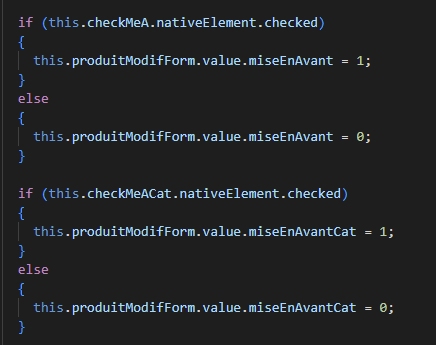 if (this.checkMeA.nativeElement.checked)
{
this.produitModifForm.value.miseEnAvant = 1;
}
else
{
this.produitModifForm.value.miseEnAvant = 0;
}
if (this.checkMeACat.nativeElement.checked)
{
this.produitModifForm.value.miseEnAvantCat = 1;
}
else
{
this.produitModifForm.value.miseEnAvantCat = 0;
}